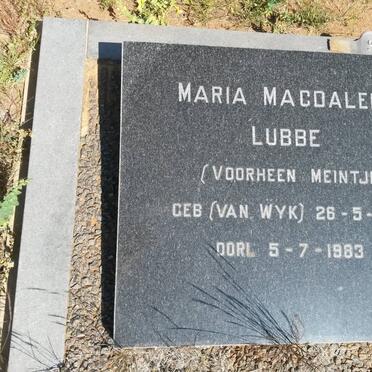 MARIA MAGDALE
LUBBE
(VOORHEEN MEINTJ
GEB (VAN WYK) 26-5-
OORL 5-7-1983